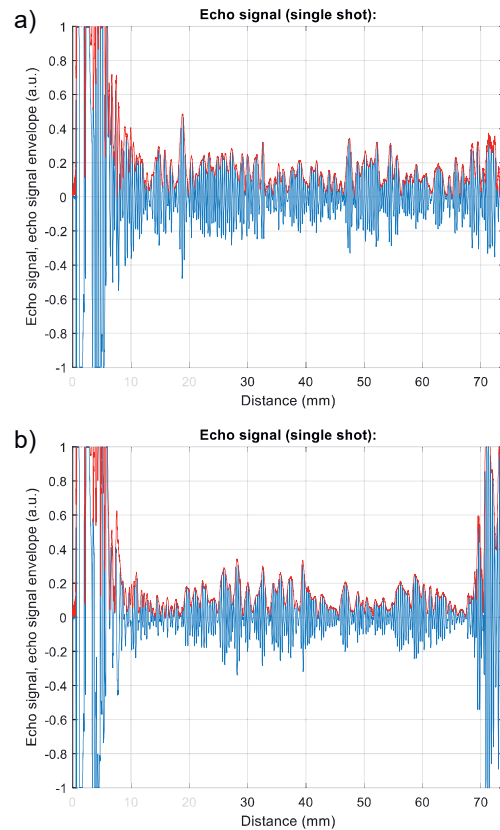 a)
Echo signal (single shot):
Echo signal, echo signal envelope (a.u.)
1
0.8
0.6
0.4
0.2
0
-0.2
-0.4
-0.6
-0.8
-1
0 10 20 30 40 50 60 70
Distance (mm)
b)
Echo signal (single shot):
Echo signal, echo signal envelope (a.u.)
1
0.8
0.6
0.4
0.2
0
-0.2
-0.4
-0.6
-0.8
-1
0 10 20 30 40 50 60 70
Distance (mm)